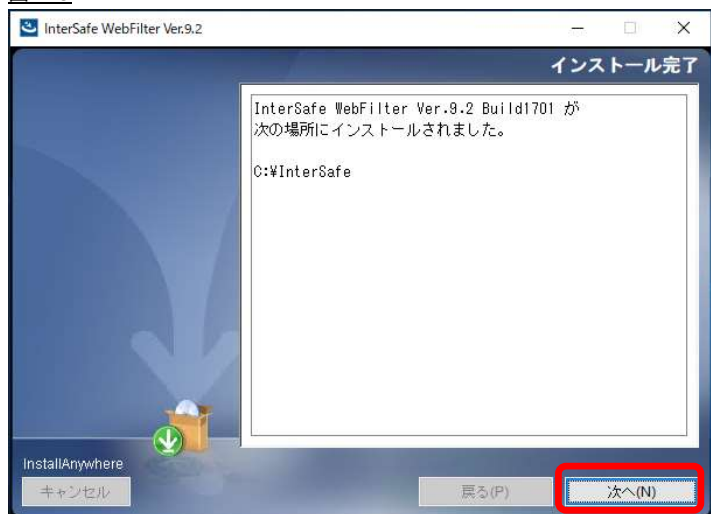 InterSafe WebFilter Ver.9.2
インストール完了
InterSafe WebFilter Ver.9.2 Build1701 が
次の場所にインストールされました。
C:¥InterSafe
InstallAnywhere
キャンセル
戻る(P)
次へ(N)